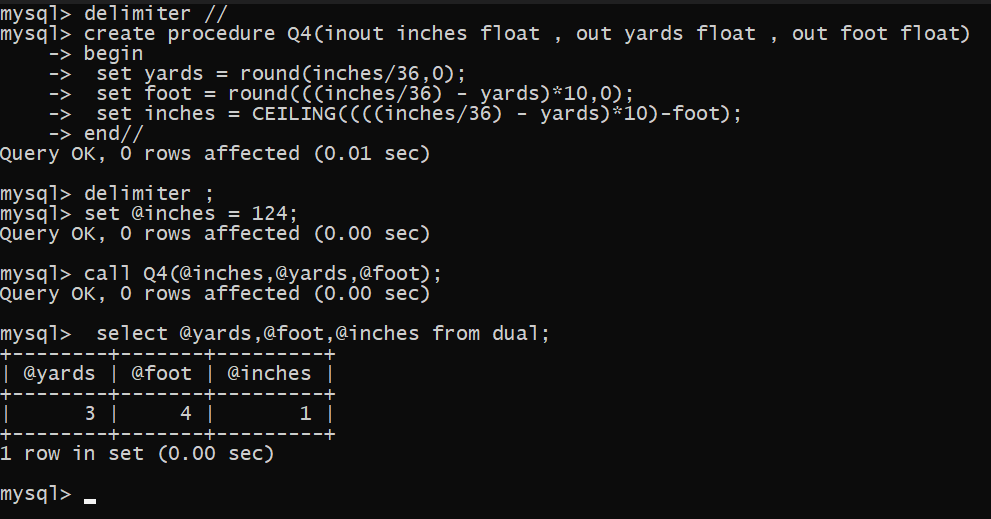 mysql> delimiter //
mysql> create procedure Q4(inout inches float , out yards float , out foot float)
    -> begin
    ->  set yards = round(inches/36,0);
    ->  set foot = round(((inches/36) - yards)*10,0);
    ->  set inches = CEILING((((inches/36) - yards)*10)-foot);
    -> end//
Query OK, 0 rows affected (0.01 sec)

mysql> delimiter ;
mysql> set @inches = 124;
Query OK, 0 rows affected (0.00 sec)

mysql> call Q4(@inches,@yards,@foot);
Query OK, 0 rows affected (0.00 sec)

mysql>  select @yards,@foot,@inches from dual;
+--------+-------+---------+
| @yards | @foot | @inches |
+--------+-------+---------+
|      3 |     4 |       1 |
+--------+-------+---------+
1 row in set (0.00 sec)

mysql> _